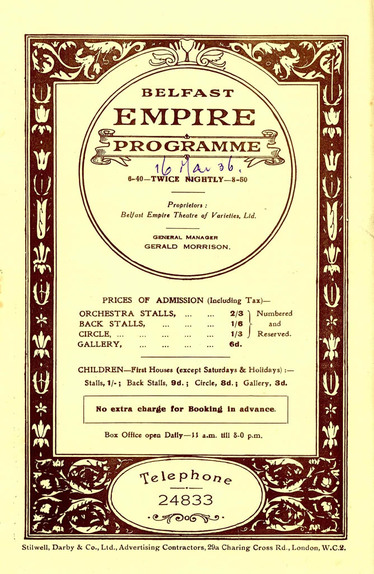 BELFAST
EMPIRE
PROGRAMME
16 Mar 36.
6-40—TWICE NIGHTLY—8-50
Proprietors :
Belfast Empire Theatre of Varieties, Ltd.
GENERAL MANAGER
GERALD MORRISON.
PRICES OF ADMISSION (Including Tax)—
ORCHESTRA STALLS, ... ... 2/3 } Numbered
BACK STALLS, ... ... ... 1/6 } and
CIRCLE, ... ... ... ... 1/3 } Reserved.
GALLERY, ... ... ... ... 6d.
CHILDREN—First Houses (except Saturdays & Holidays) :—
Stalls, 1/- ; Back Stalls, 9d. ; Circle, 8d. ; Gallery, 3d.
No extra charge for Booking in advance.
Box Office open Daily—11 a.m. till 8-0 p.m.
Telephone
24833
Stilwell, Darby & Co., Ltd., Advertising Contractors, 29a Charing Cross Rd., London, W.C.2.